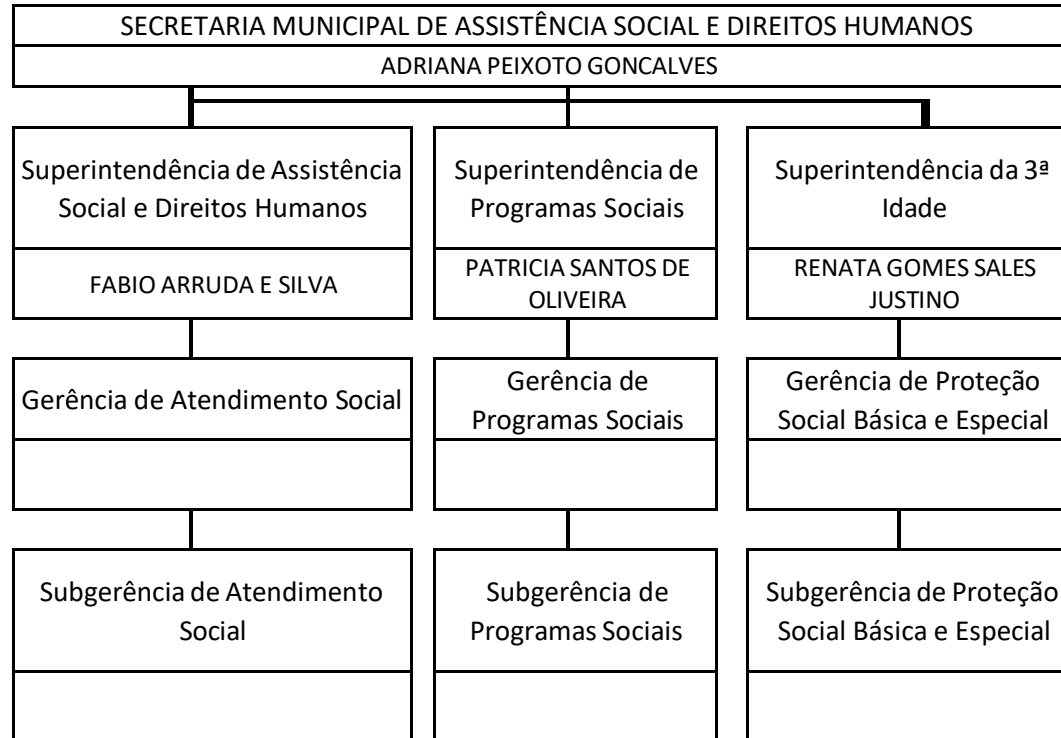 SECRETARIA MUNICIPAL DE ASSISTÊNCIA SOCIAL E DIREITOS HUMANOS
ADRIANA PEIXOTO GONCALVES
Superintendência de Assistência
Social e Direitos Humanos
FABIO ARRUDA E SILVA
Superintendência de
Programas Sociais
PATRICIA SANTOS DE
OLIVEIRA
Superintendência da 3ª
Idade
RENATA GOMES SALES
JUSTINO
Gerência de Atendimento Social
Gerência de
Programas Sociais
Gerência de Proteção
Social Básica e Especial
Subgerência de Atendimento
Social
Subgerência de
Programas Sociais
Subgerência de Proteção
Social Básica e Especial